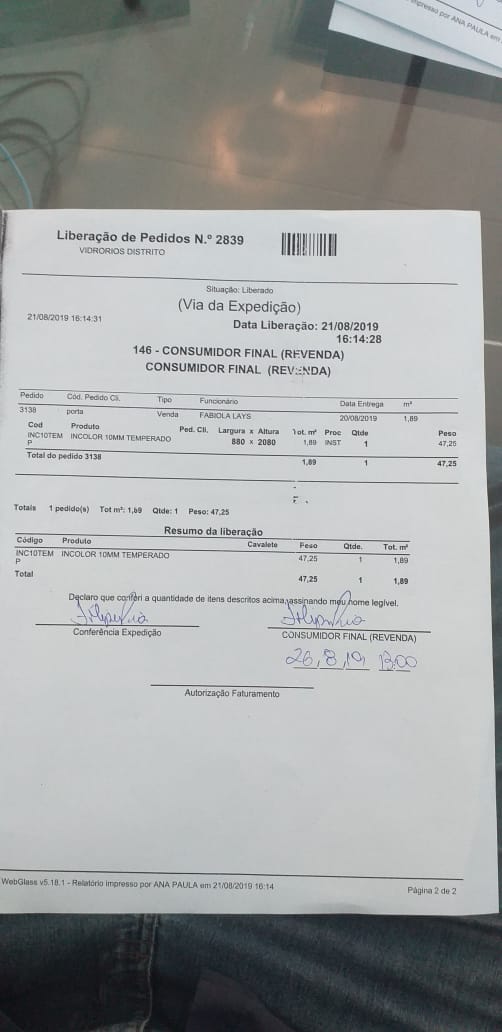 impresso por ANA PAULA em
Liberação de Pedidos N.º 2839
VIDRORIOS DISTRITO
Situação: Liberado
(Via da Expedição)
21/08/2019 16:14:31
Data Liberação: 21/08/2019
16:14:28
146 - CONSUMIDOR FINAL (REVENDA)
CONSUMIDOR FINAL (REVENDA)
Pedido Cód. Pedido Cli. Tipo Funcionário Data Entrega m²
3138 porta Venda FABIOLA LAYS 20/08/2019 1,89
Cod Produto Ped. Cli. Largura x Altura Tot. m² Proc Qtde Peso
INC10TEM INCOLOR 10MM TEMPERADO 880 x 2080 1,89 INST 1 47,25
P
Total do pedido 3138 1,89 1 47,25
Totais 1 pedido(s) Tot m²: 1,89 Qtde: 1 Peso: 47,25
Resumo da liberação
Código Produto Cavalete Peso Qtde. Tot. m²
INC10TEM INCOLOR 10MM TEMPERADO 47,25 1 1,89
P
Total 47,25 1 1,89
Declaro que conferi a quantidade de itens descritos acima, assinando meu nome legível.
Conferência Expedição CONSUMIDOR FINAL (REVENDA)
26, 8, 19 13:00
Autorização Faturamento
WebGlass v5.18.1 - Relatório impresso por ANA PAULA em 21/08/2019 16:14
Página 2 de 2